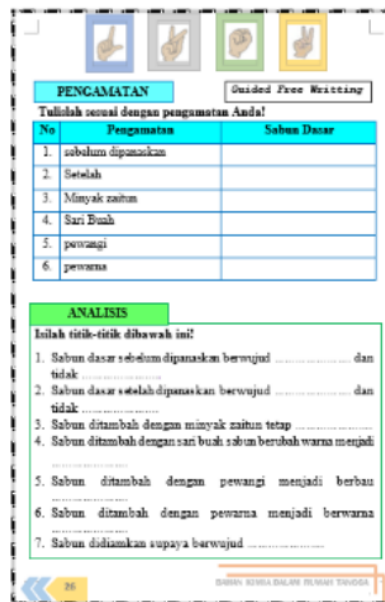 PENGAMATAN
Guided Free Writting
Tulislah sesuai dengan pengamatan Anda!
No Pengamatan Sabun Dasar
1. sebelum dipanaskan
2. Setelah
3. Minyak zaitun
4. Sari Buah
5. pewangi
6. pewarna
ANALISIS
Isilah titik-titik dibawah ini!
1. Sabun dasar sebelum dipanaskan berwujud .................... dan
tidak ....................
2. Sabun dasar setelah dipanaskan berwujud .................... dan
tidak ....................
3. Sabun ditambah dengan minyak zaitun tetap ....................
4. Sabun ditambah dengan sari buah sabun berubah warna menjadi
....................
5. Sabun ditambah dengan pewangi menjadi berbau
....................
6. Sabun ditambah dengan pewarna menjadi berwarna
....................
7. Sabun didiamkan supaya berwujud ....................
26
BAHAN KIMIA DALAM RUMAH TANGGA